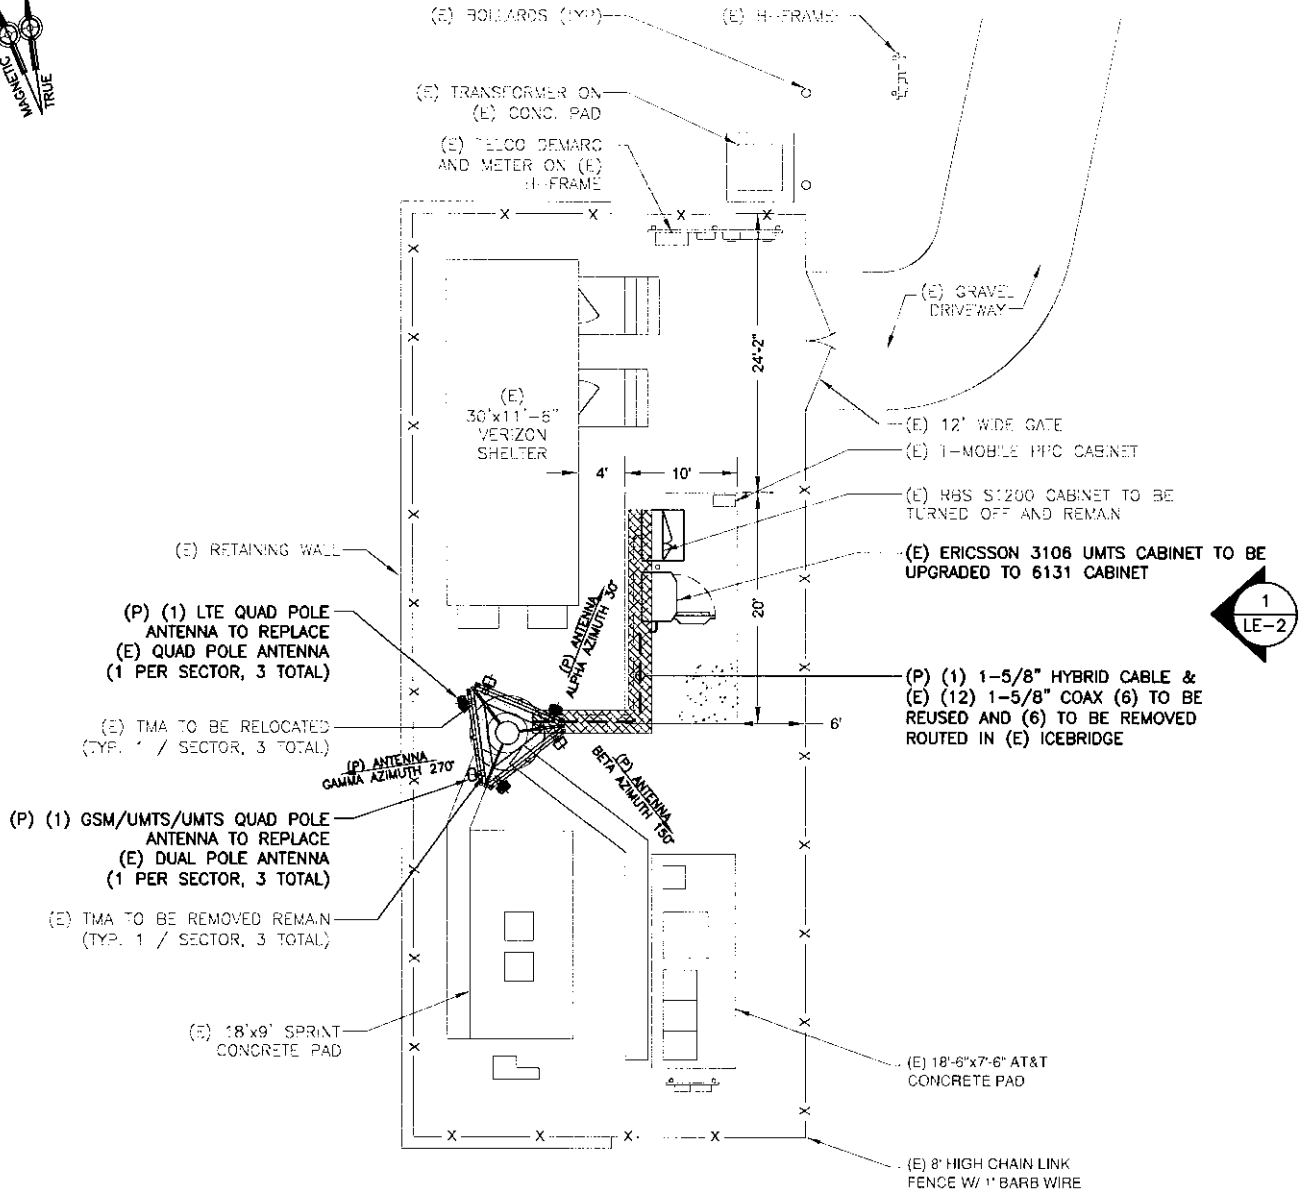 MAGNETIC
TRUE
(E) BOLLARDS (TYP)
(E) H-FRAME
(E) TRANSFORMER ON
(E) CONC. PAD
(E) TELCO DEMARC
AND METER ON (E)
H-FRAME
(E) GRAVEL
DRIVEWAY
24'-2"
(E)
30'x11'-6"
VERIZON
SHELTER
4'
10'
(E) 12' WIDE GATE
(E) T-MOBILE PPC CABINET
(E) RBS S1200 CABINET TO BE
TURNED OFF AND REMAIN
(E) RETAINING WALL
(E) ERICSSON 3106 UMTS CABINET TO BE
UPGRADED TO 6131 CABINET
1
LE-2
20'
(P) (1) LTE QUAD POLE
ANTENNA TO REPLACE
(E) QUAD POLE ANTENNA
(1 PER SECTOR, 3 TOTAL)
(P) ANTENNA
ALPHA AZIMUTH 30°
(P) (1) 1-5/8" HYBRID CABLE &
(E) (12) 1-5/8" COAX (6) TO BE
REUSED AND (6) TO BE REMOVED
ROUTED IN (E) ICEBRIDGE
6'
(E) TMA TO BE RELOCATED
(TYP. 1 / SECTOR, 3 TOTAL)
(P) ANTENNA
GAMMA AZIMUTH 270°
(P) ANTENNA
BETA AZIMUTH 150°
(P) (1) GSM/UMTS/UMTS QUAD POLE
ANTENNA TO REPLACE
(E) DUAL POLE ANTENNA
(1 PER SECTOR, 3 TOTAL)
(E) TMA TO BE REMOVED REMAIN
(TYP. 1 / SECTOR, 3 TOTAL)
(E) 18'x9' SPRINT
CONCRETE PAD
(E) 18'-6"x7'-6" AT&T
CONCRETE PAD
(E) 8' HIGH CHAIN LINK
FENCE W/ 1' BARB WIRE